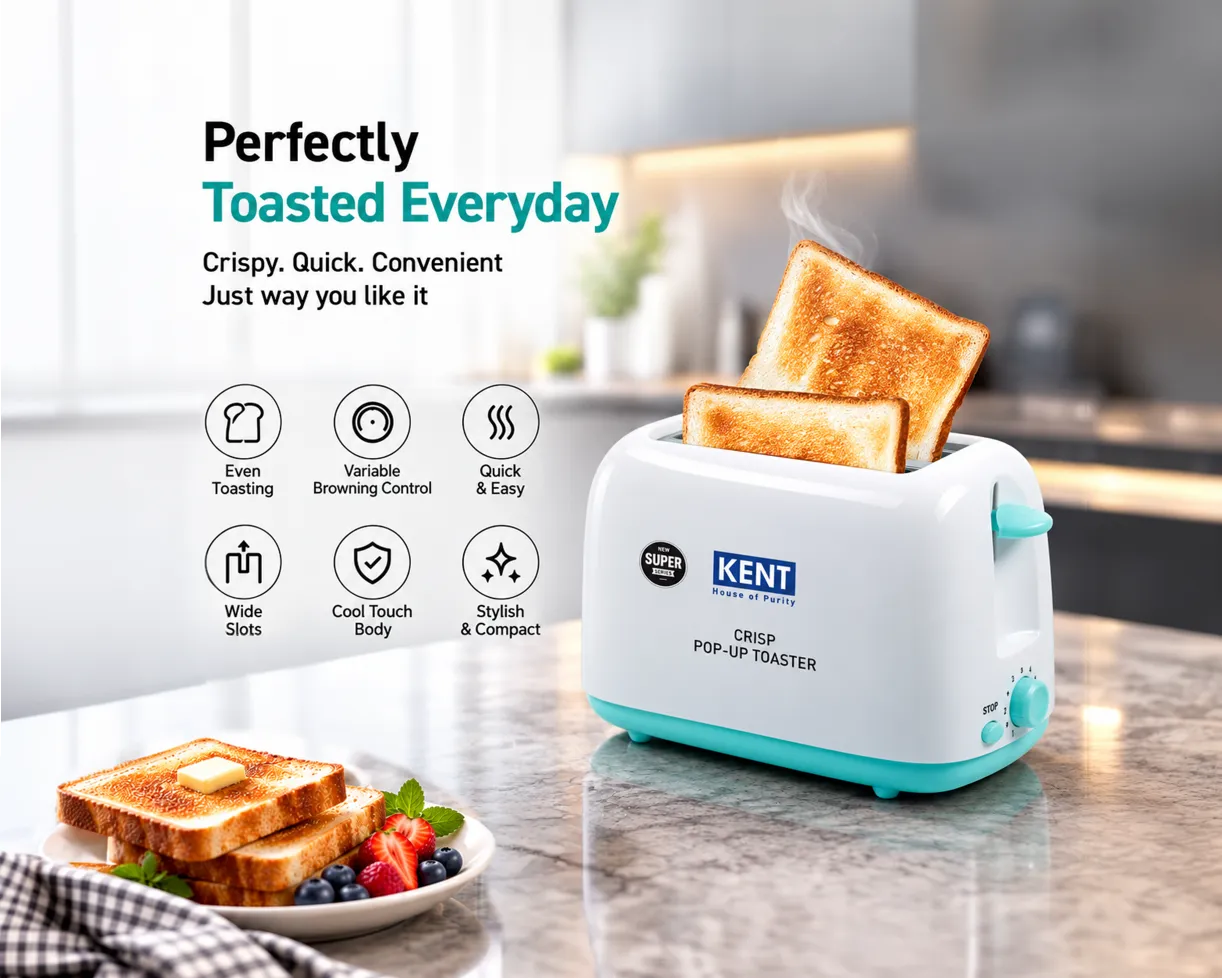 Perfectly
Toasted Everyday
Crispy. Quick. Convenient
Just way you like it
Even
Toasting
Variable
Browning Control
Quick
& Easy
Wide
Slots
Cool Touch
Body
Stylish
& Compact
NEW
SUPER
SERIES
KENT
House of Purity
CRISP
POP-UP TOASTER
STOP